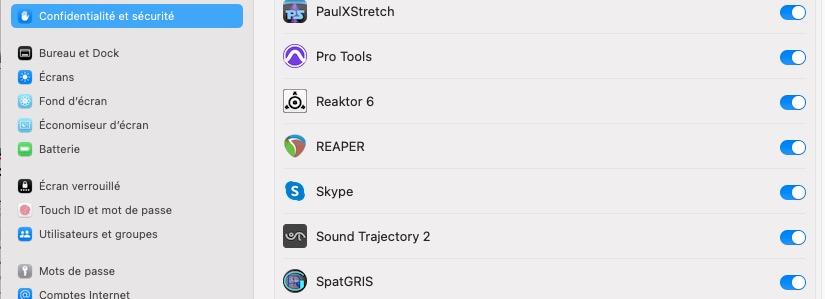 Confidentialité et sécurité
Bureau et Dock
Écrans
Fond d'écran
Économiseur d'écran
Batterie
Écran verrouillé
Touch ID et mot de passe
Utilisateurs et groupes
Mots de passe
Comptes Internet
PaulXStretch
Pro Tools
Reaktor 6
REAPER
Skype
Sound Trajectory 2
SpatGRIS